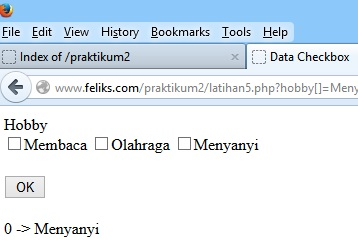 File Edit View History Bookmarks Tools Help
Index of /praktikum2 × Data Checkbox
www.feliks.com/praktikum2/latihan5.php?hobby[]=Meny
Hobby
Membaca Olahraga Menyanyi
OK
0 -> Menyanyi